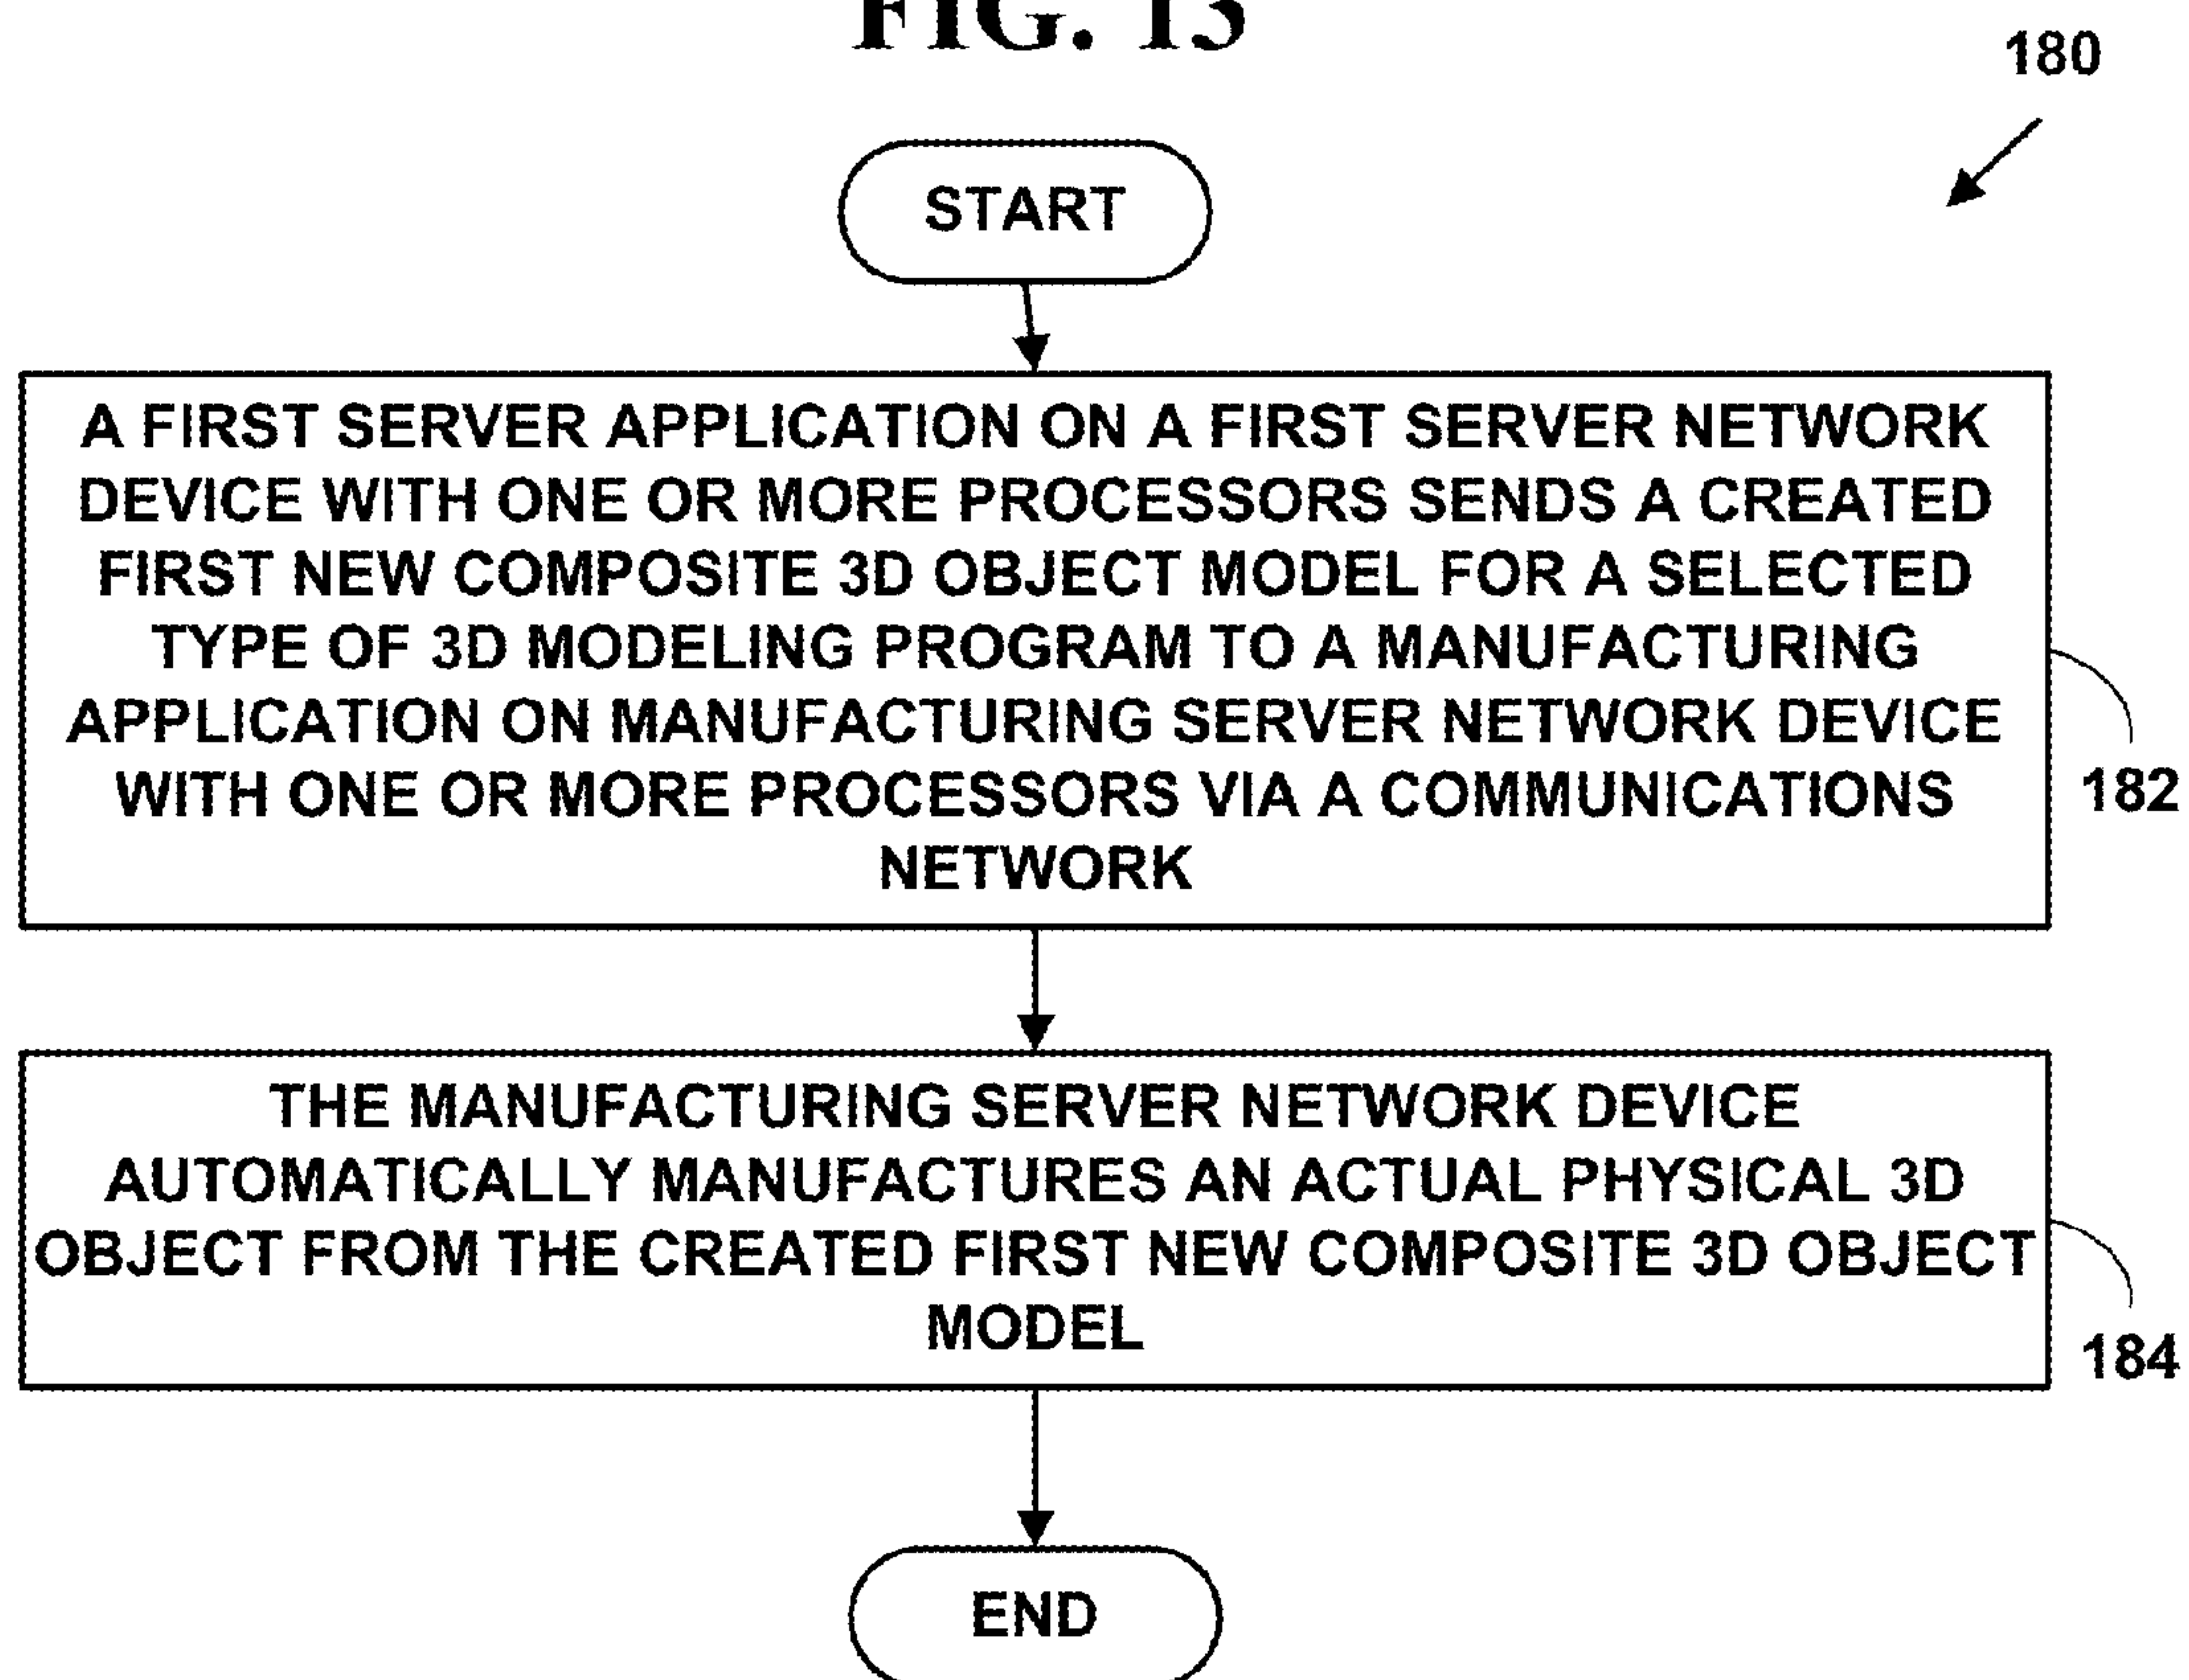 FIG.
180
START
A FIRST SERVER APPLICATION ON A FIRST SERVER NETWORK
DEVICE WITH ONE OR MORE PROCESSORS SENDS A CREATED
FIRST NEW COMPOSITE 3D OBJECT MODEL FOR A SELECTED
TYPE OF 3D MODELING PROGRAM TO A MANUFACTURING
APPLICATION ON MANUFACTURING SERVER NETWORK DEVICE
WITH ONE OR MORE PROCESSORS VIA A COMMUNICATIONS
NETWORK
182
THE MANUFACTURING SERVER NETWORK DEVICE
AUTOMATICALLY MANUFACTURES AN ACTUAL PHYSICAL 3D
OBJECT FROM THE CREATED FIRST NEW COMPOSITE 3D OBJECT
MODEL
184
END